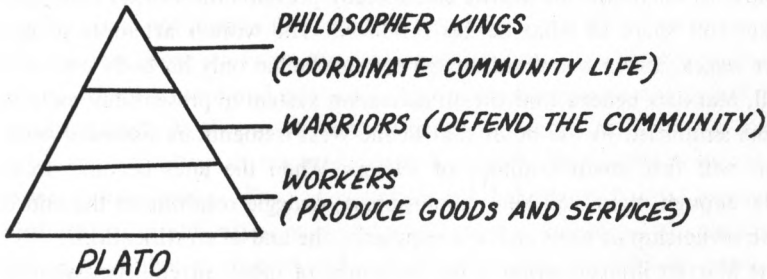 PHILOSOPHER KINGS
(COORDINATE COMMUNITY LIFE)
WARRIORS (DEFEND THE COMMUNITY)
WORKERS
(PRODUCE GOODS AND SERVICES)
PLATO